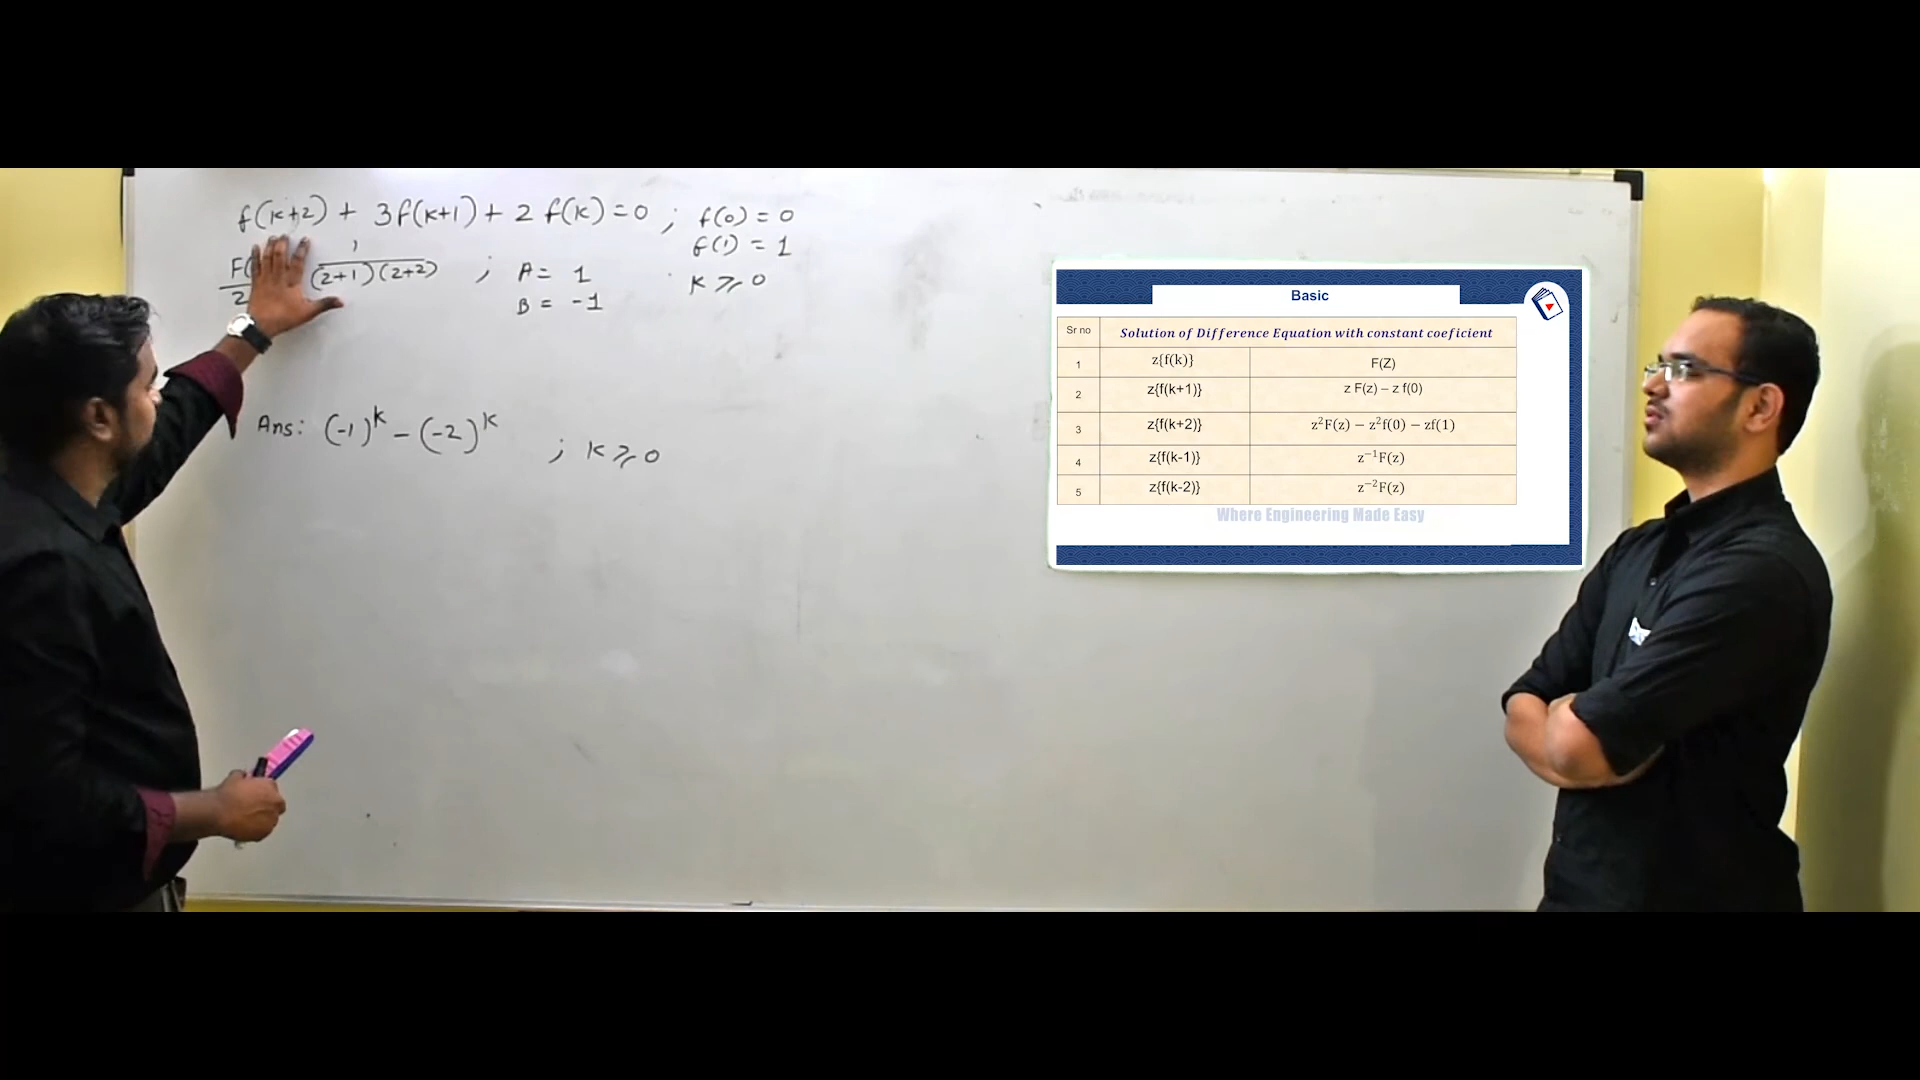 f(k+2) + 3f(k+1) + 2 f(k) = 0 ; f(0) = 0
f(1) = 1
k ⩾ 0
F(
z
1
(z+1)(z+2)
; A = 1
B = -1
Ans: (-1)^k - (-2)^k ; k ⩾ 0
Basic
Sr no Solution of Difference Equation with constant coeficient
1 z{f(k)} F(Z)
2 z{f(k+1)} z F(z) – z f(0)
3 z{f(k+2)} z²F(z) − z²f(0) − zf(1)
4 z{f(k-1)} z⁻¹F(z)
5 z{f(k-2)} z⁻²F(z)
Where Engineering Made Easy